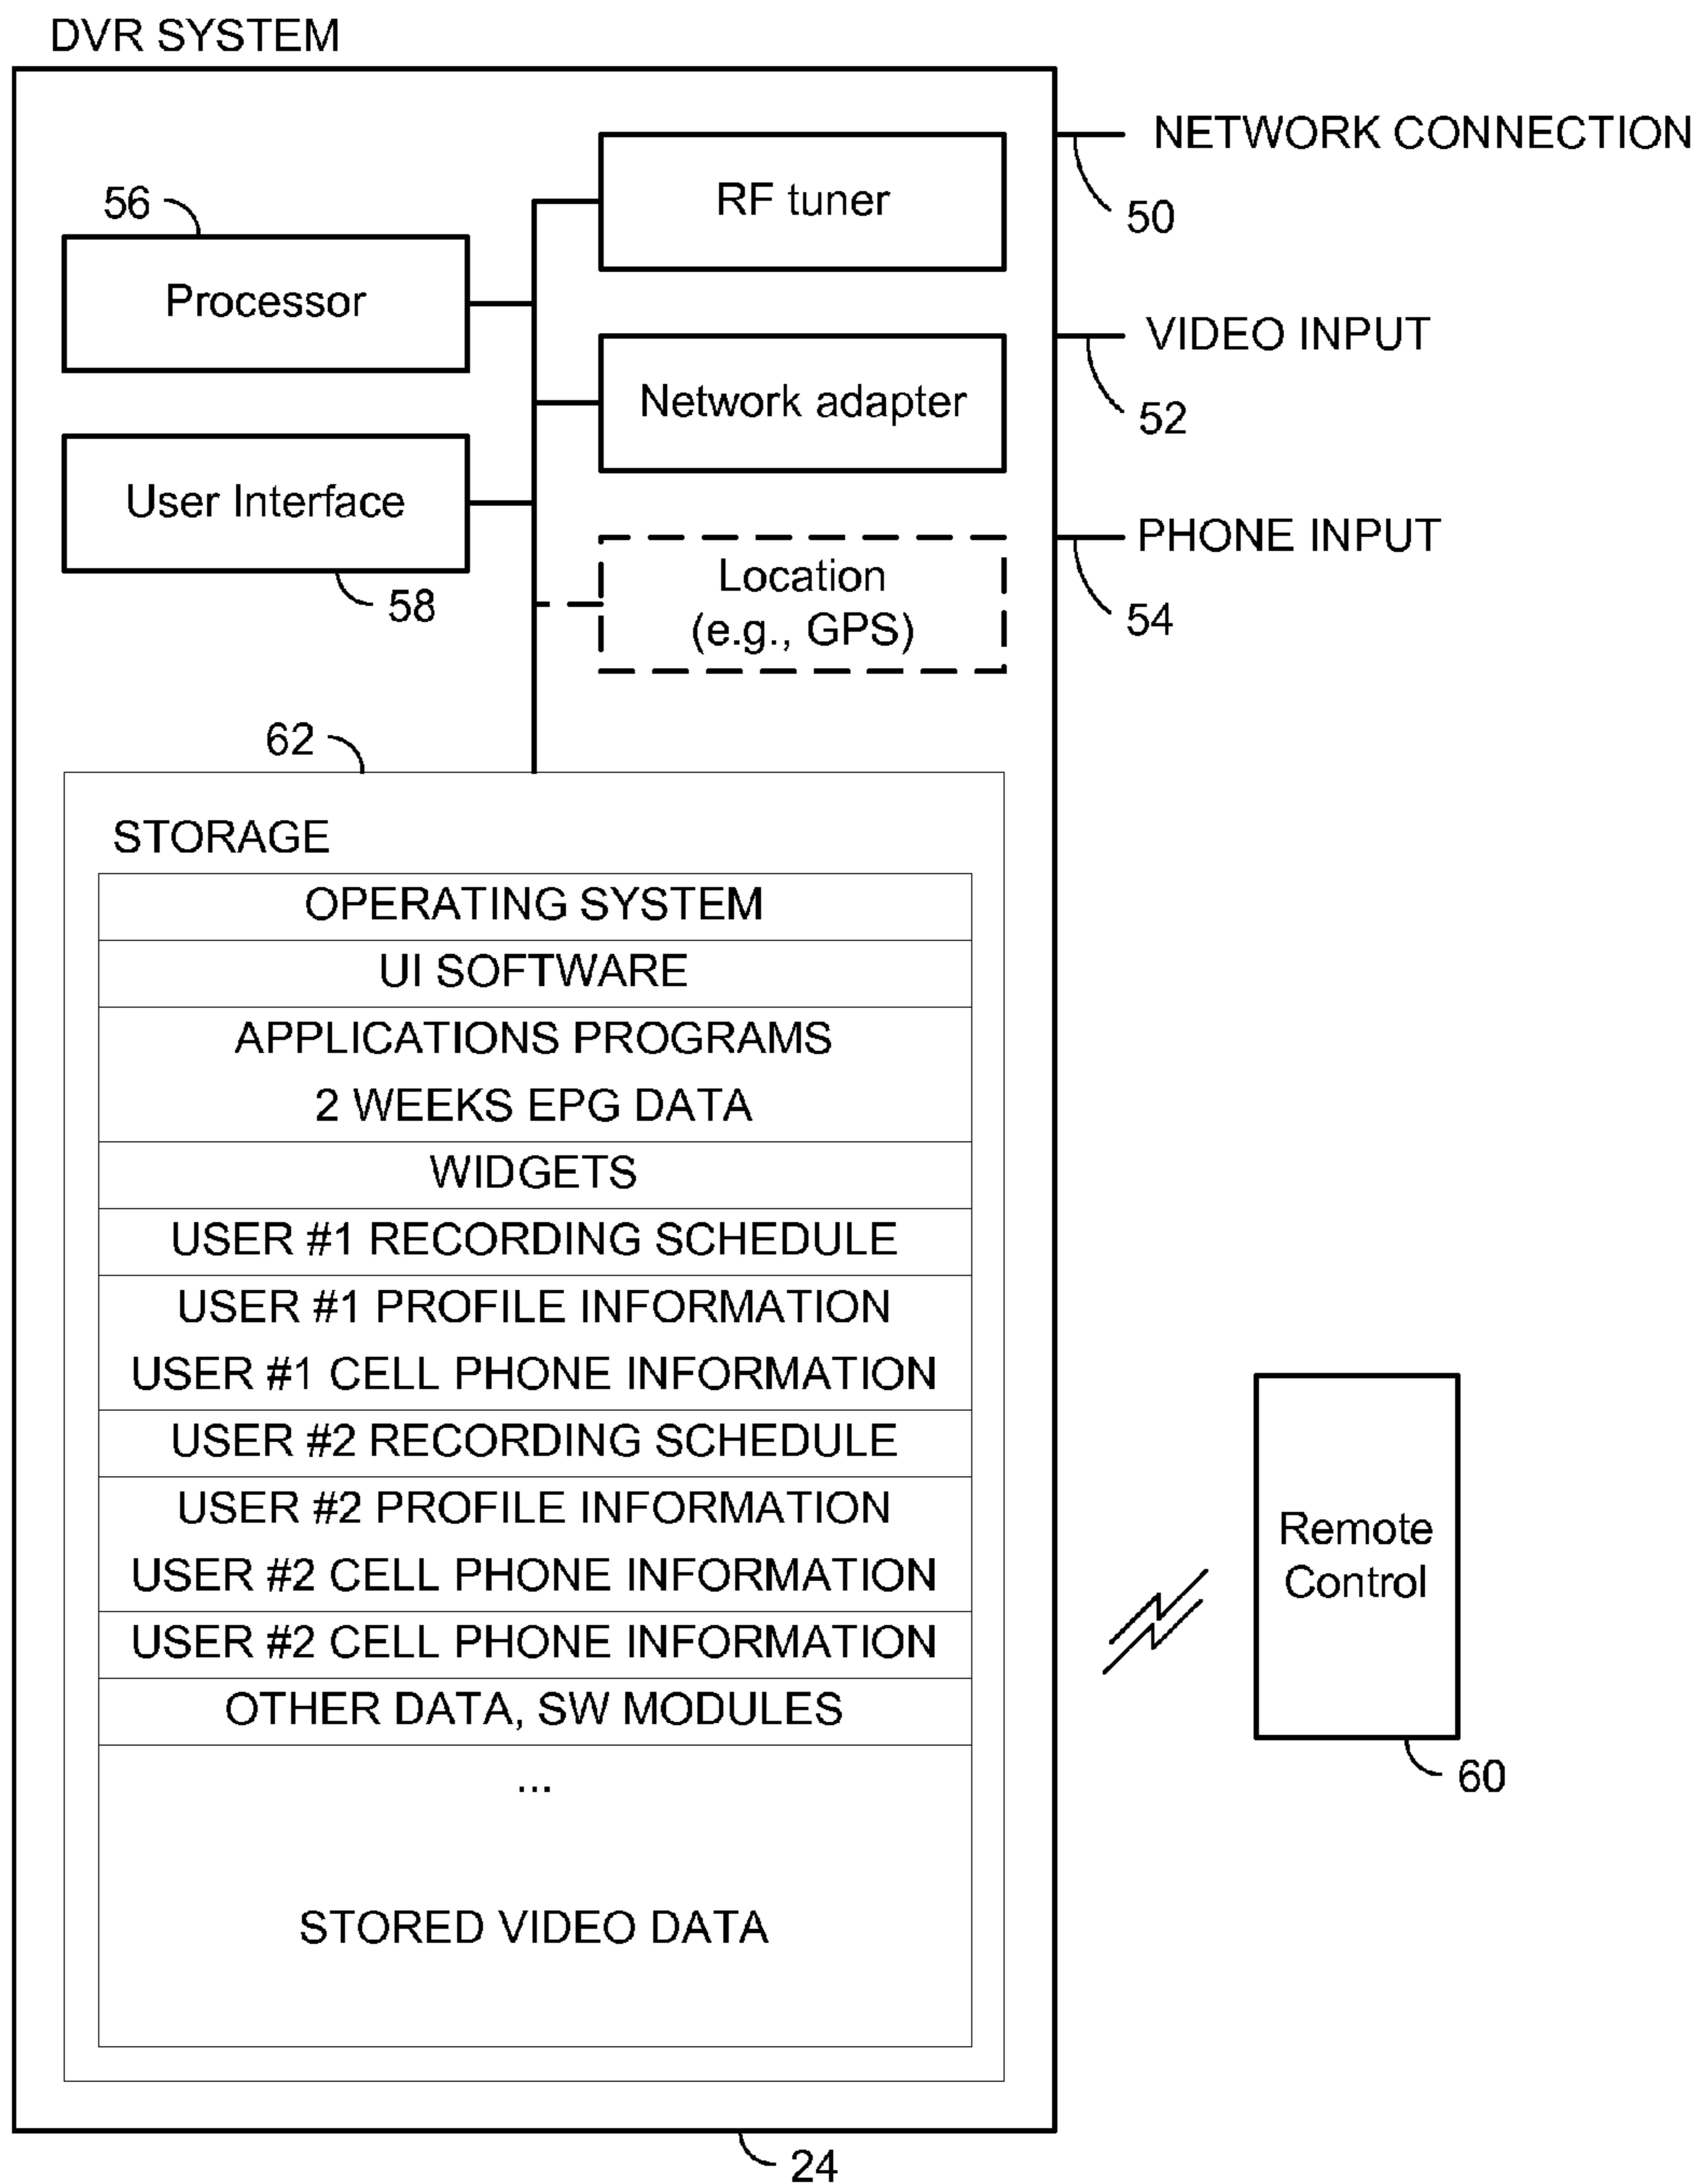 DVR SYSTEM
NETWORK CONNECTION
50
RF tuner
56
Processor
VIDEO INPUT
52
Network adapter
User Interface
58
PHONE INPUT
54
Location
(e.g., GPS)
62
STORAGE
OPERATING SYSTEM
UI SOFTWARE
APPLICATIONS PROGRAMS
2 WEEKS EPG DATA
WIDGETS
USER #1 RECORDING SCHEDULE
USER #1 PROFILE INFORMATION
USER #1 CELL PHONE INFORMATION
USER #2 RECORDING SCHEDULE
USER #2 PROFILE INFORMATION
USER #2 CELL PHONE INFORMATION
USER #2 CELL PHONE INFORMATION
OTHER DATA, SW MODULES
...
STORED VIDEO DATA
Remote
Control
60
24